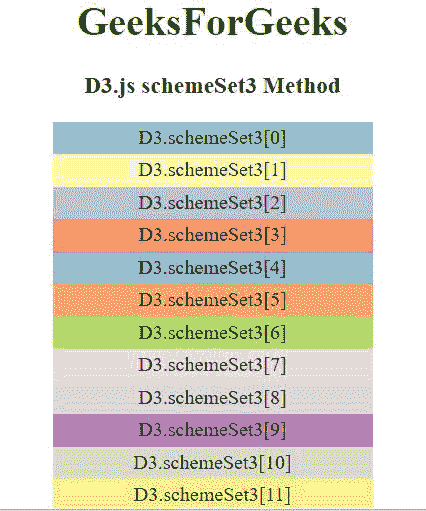 GeeksForGeeks
D3.js schemeSet3 Method
D3.schemeSet3[0]
D3.schemeSet3[1]
D3.schemeSet3[2]
D3.schemeSet3[3]
D3.schemeSet3[4]
D3.schemeSet3[5]
D3.schemeSet3[6]
D3.schemeSet3[7]
D3.schemeSet3[8]
D3.schemeSet3[9]
D3.schemeSet3[10]
D3.schemeSet3[11]